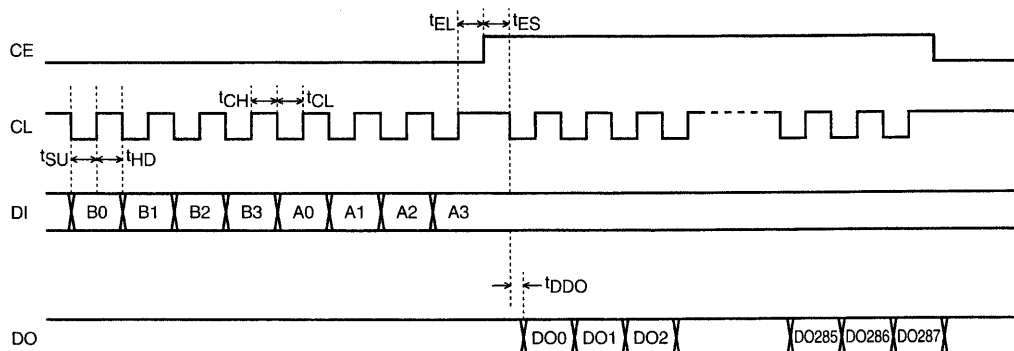 tEL tES
CE
tCH tCL
CL
tSU tHD
DI B0 B1 B2 B3 A0 A1 A2 A3
tDDO
DO DO0 DO1 DO2 DO285 DO286 DO287